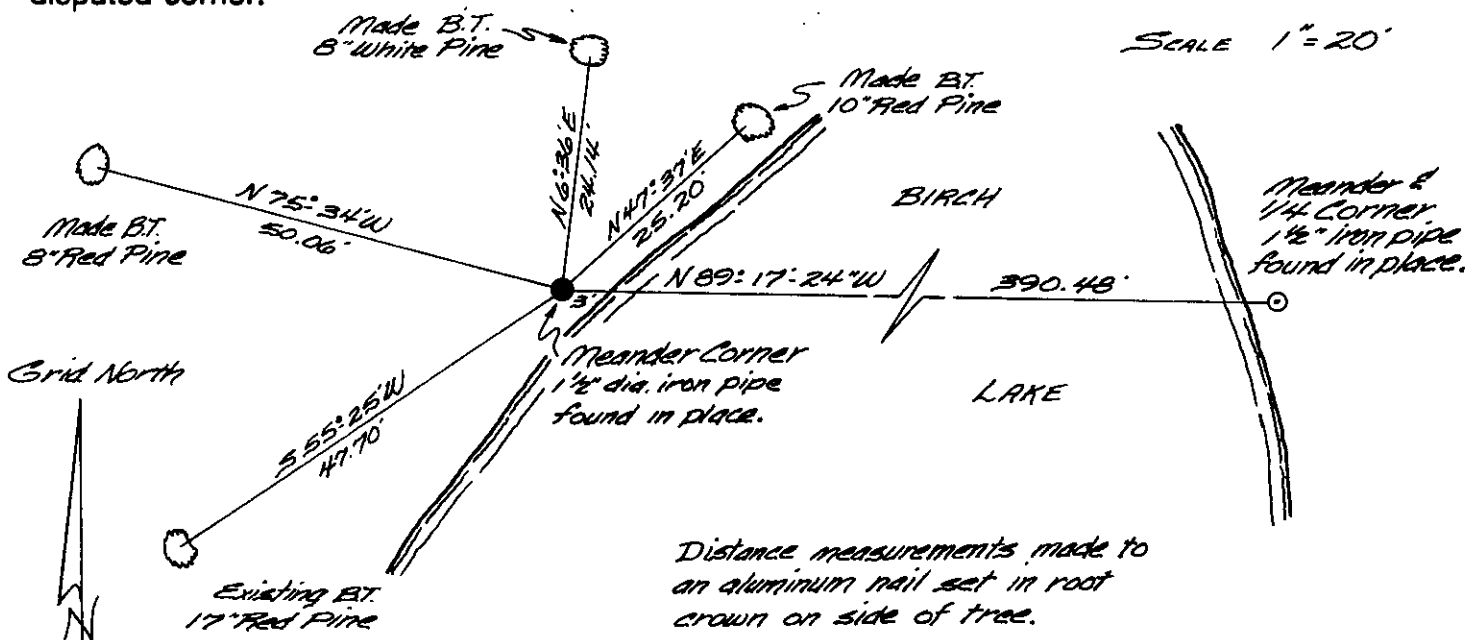 disputed corner.
Made B.T.
8" White Pine
SCALE 1"=20'
Made B.T.
10" Red Pine
N 6°36' E
24.14'
N 47°37' E
25.20'
N 75°34' W
50.06'
Made B.T.
8" Red Pine
BIRCH
Meander &
1/4 Corner
1½" iron pipe
found in place.
N 89°-17'-24" W
390.48'
3'
Meander Corner
1½" dia. iron pipe
found in place.
Grid North
LAKE
S 55°25' W
47.70'
Existing B.T.
17" Red Pine
Distance measurements made to
an aluminum nail set in root
crown on side of tree.
N